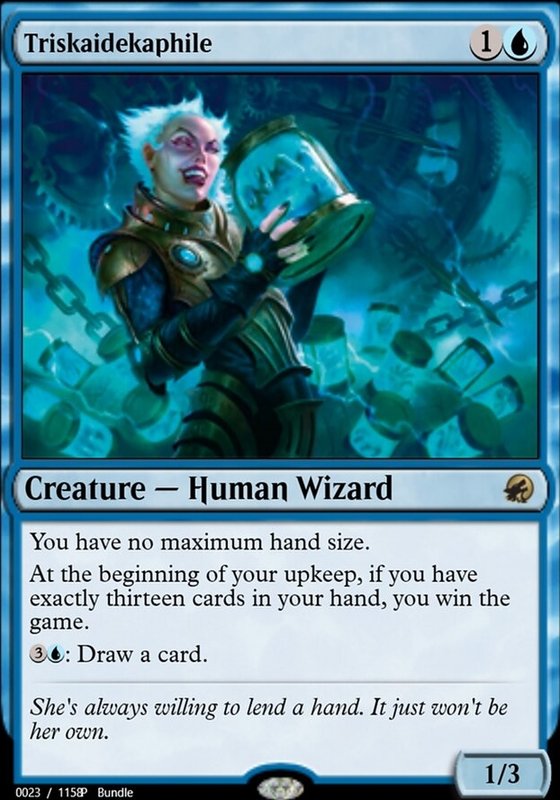 Triskaidekaphile
1
Creature — Human Wizard
You have no maximum hand size.
At the beginning of your upkeep, if you have
exactly thirteen cards in your hand, you win the
game.
3 : Draw a card.
She's always willing to lend a hand. It just won't be
her own.
1/3
0023 / 1158P Bundle